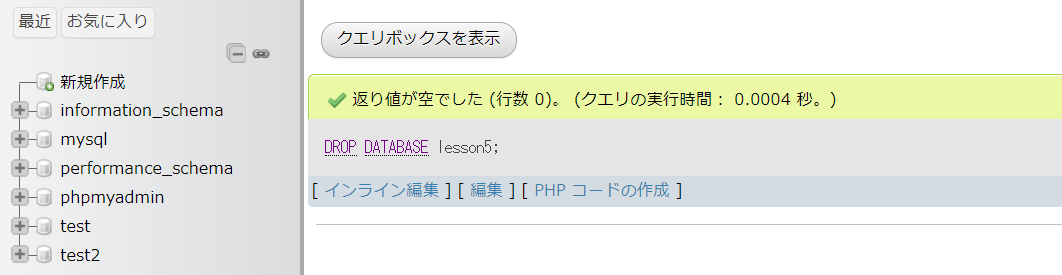 最近 お気に入り
新規作成
information_schema
mysql
performance_schema
phpmyadmin
test
test2
クエリボックスを表示
返り値が空でした (行数 0)。 (クエリの実行時間： 0.0004 秒。)
DROP DATABASE lesson5;
[ インライン編集 ] [ 編集 ] [ PHP コードの作成 ]